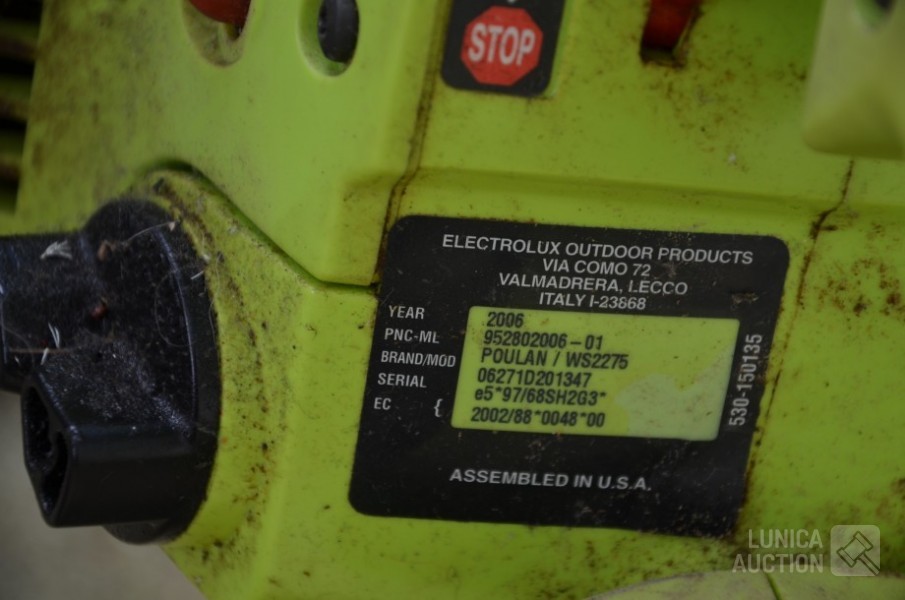 STOP
ELECTROLUX OUTDOOR PRODUCTS
VIA COMO 72
VALMADRERA, LECCO
ITALY I-23868
YEAR 2006
PNC-ML 952802006-01
BRAND/MOD POULAN / WS2275
SERIAL 06271D201347
EC { e5*97/68SH2G3*
2002/88*0048*00
530-150135
ASSEMBLED IN U.S.A.
LUNICA
AUCTION